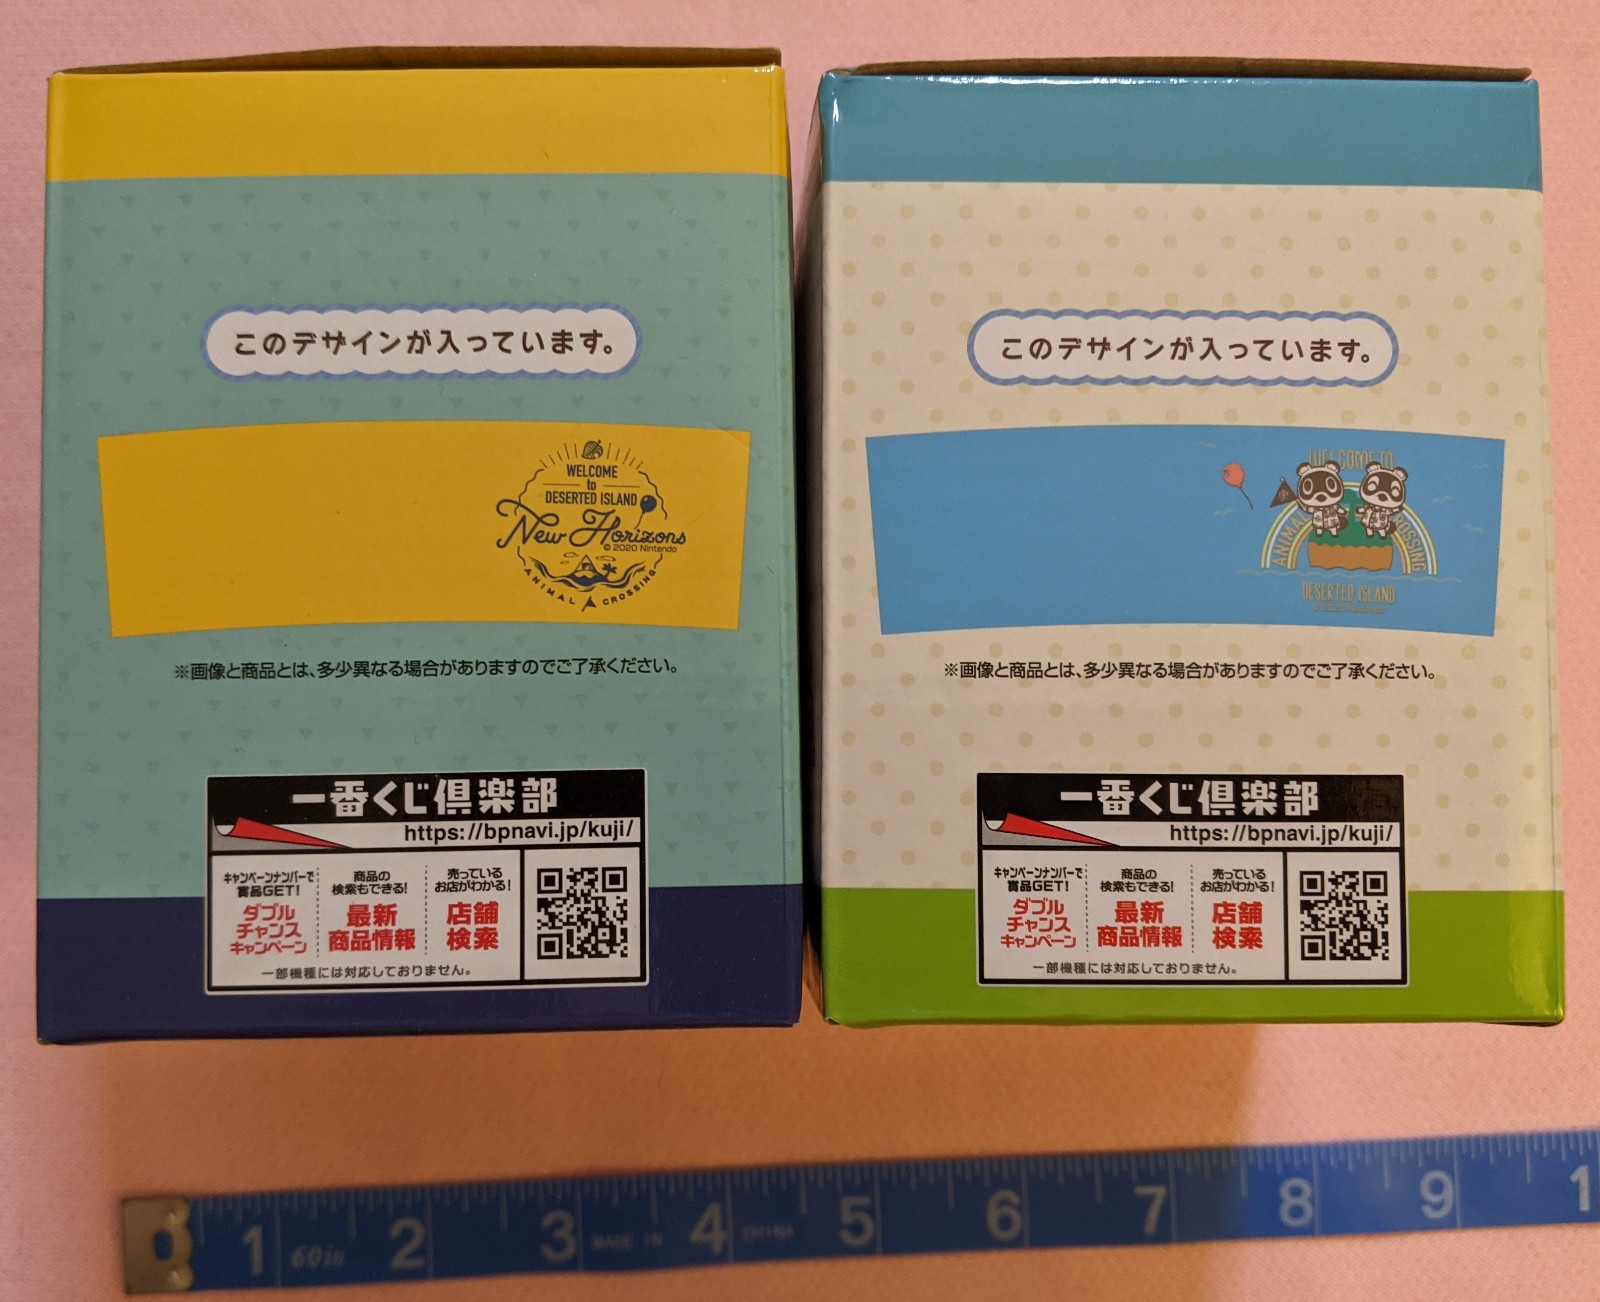 このデザインが入っています。
WELCOME
to
DESERTED ISLAND
New Horizons
© 2020 Nintendo
ANIMAL CROSSING
※画像と商品とは、多少異なる場合がありますのでご了承ください。
一番くじ倶楽部
https://bpnavi.jp/kuji/
キャンペーンナンバーで
賞品GET!
ダブル
チャンス
キャンペーン
商品の
検索もできる!
最新
商品情報
売っている
お店がわかる!
店舗
検索
一部機種には対応しておりません。
このデザインが入っています。
WELCOME TO
ANIMAL CROSSING
DESERTED ISLAND
© 2020 Nintendo
※画像と商品とは、多少異なる場合がありますのでご了承ください。
一番くじ倶楽部
https://bpnavi.jp/kuji/
キャンペーンナンバーで
賞品GET!
ダブル
チャンス
キャンペーン
商品の
検索もできる!
最新
商品情報
売っている
お店がわかる!
店舗
検索
一部機種には対応しておりません。
1 60in 2 3 MADE IN 4 CHINA 5 6 7 8 9 1